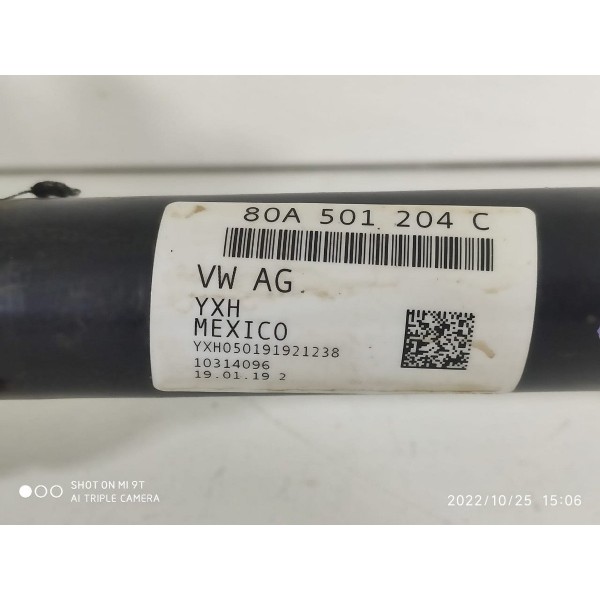 80A 501 204 C
VW AG
YXH
MEXICO
YXH050191921238
10314096
19.01.19 2
SHOT ON MI 9T
AI TRIPLE CAMERA
2022/10/25 15:06